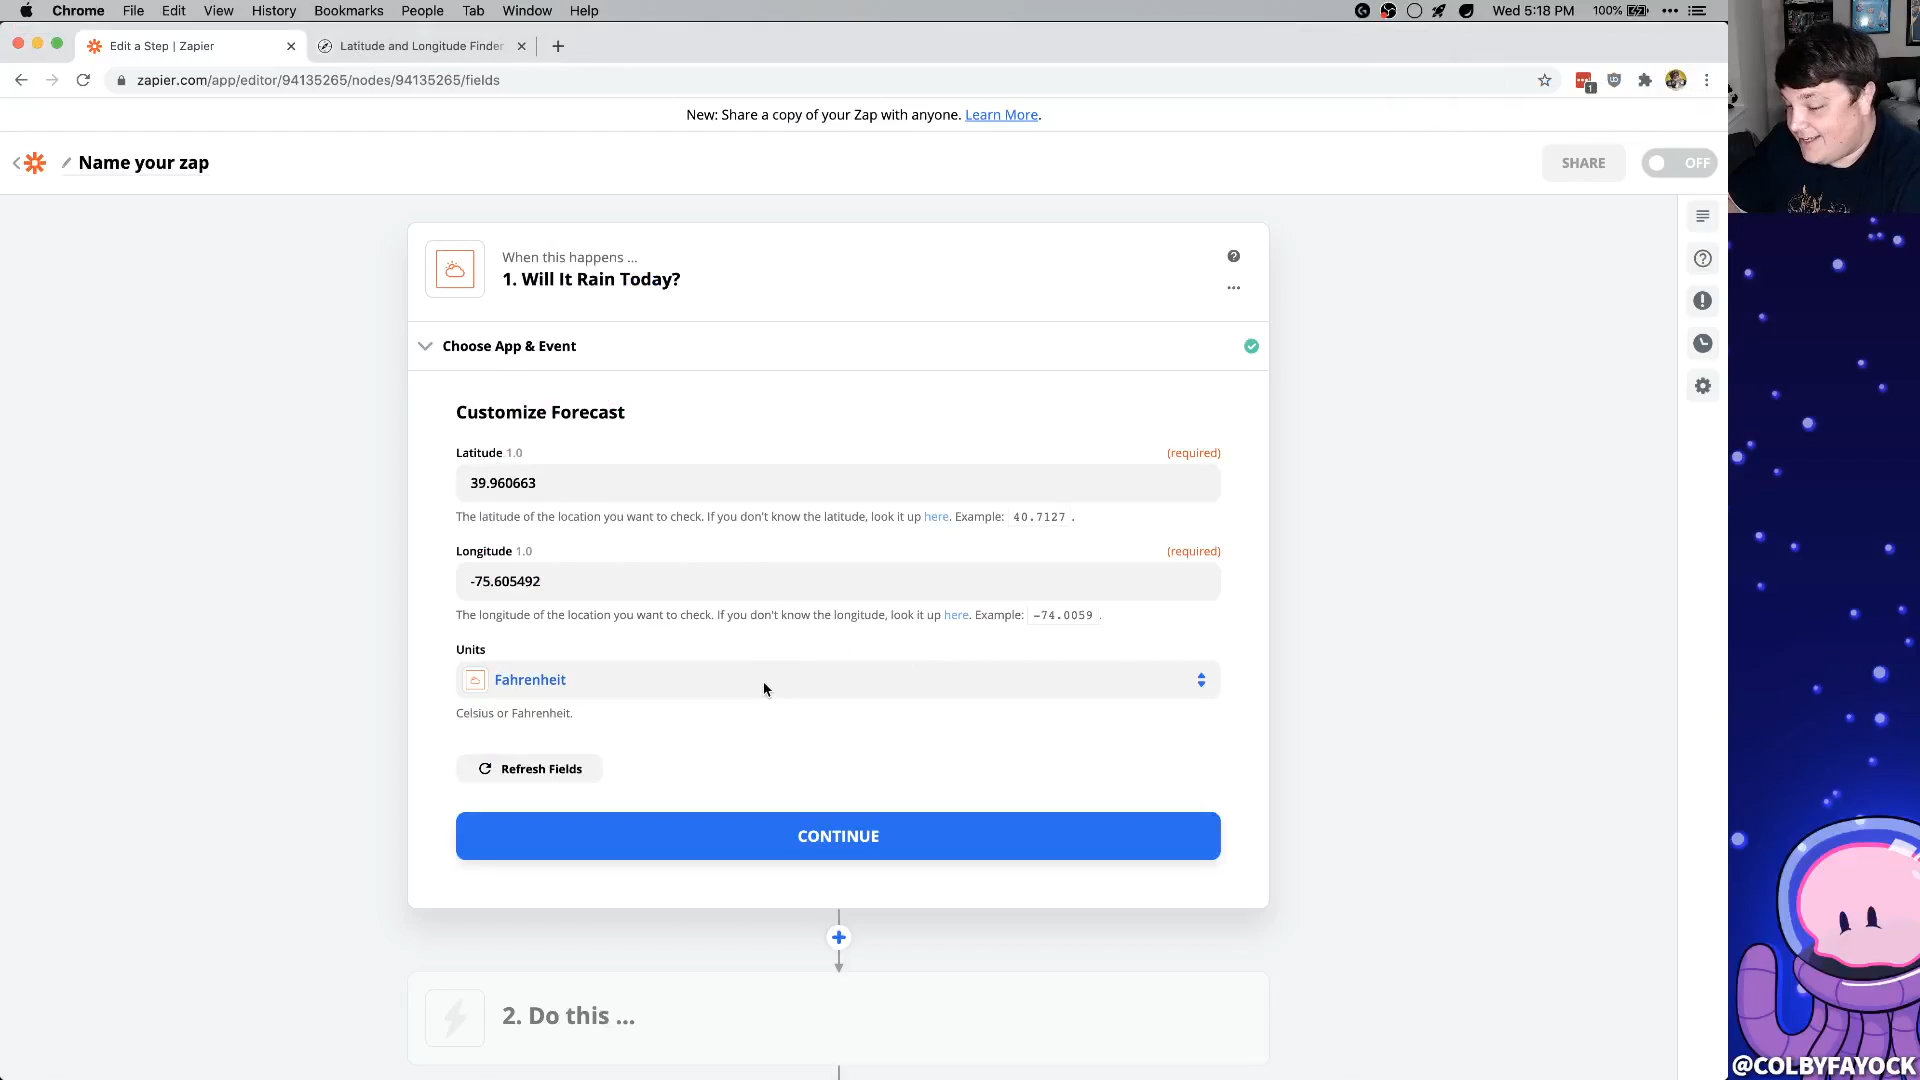 Chrome File Edit View History Bookmarks People Tab Window Help
Wed 5:18 PM 100%
Edit a Step | Zapier
Latitude and Longitude Finder
zapier.com/app/editor/94135265/nodes/94135265/fields
1
New: Share a copy of your Zap with anyone. Learn More.
Name your zap
SHARE
OFF
When this happens ...
1. Will It Rain Today?
Choose App & Event
Customize Forecast
Latitude 1.0 (required)
39.960663
The latitude of the location you want to check. If you don't know the latitude, look it up here. Example: 40.7127 .
Longitude 1.0 (required)
-75.605492
The longitude of the location you want to check. If you don't know the longitude, look it up here. Example: -74.0059 .
Units
Fahrenheit
Celsius or Fahrenheit.
Refresh Fields
CONTINUE
2. Do this ...
@COLBYFAYOCK